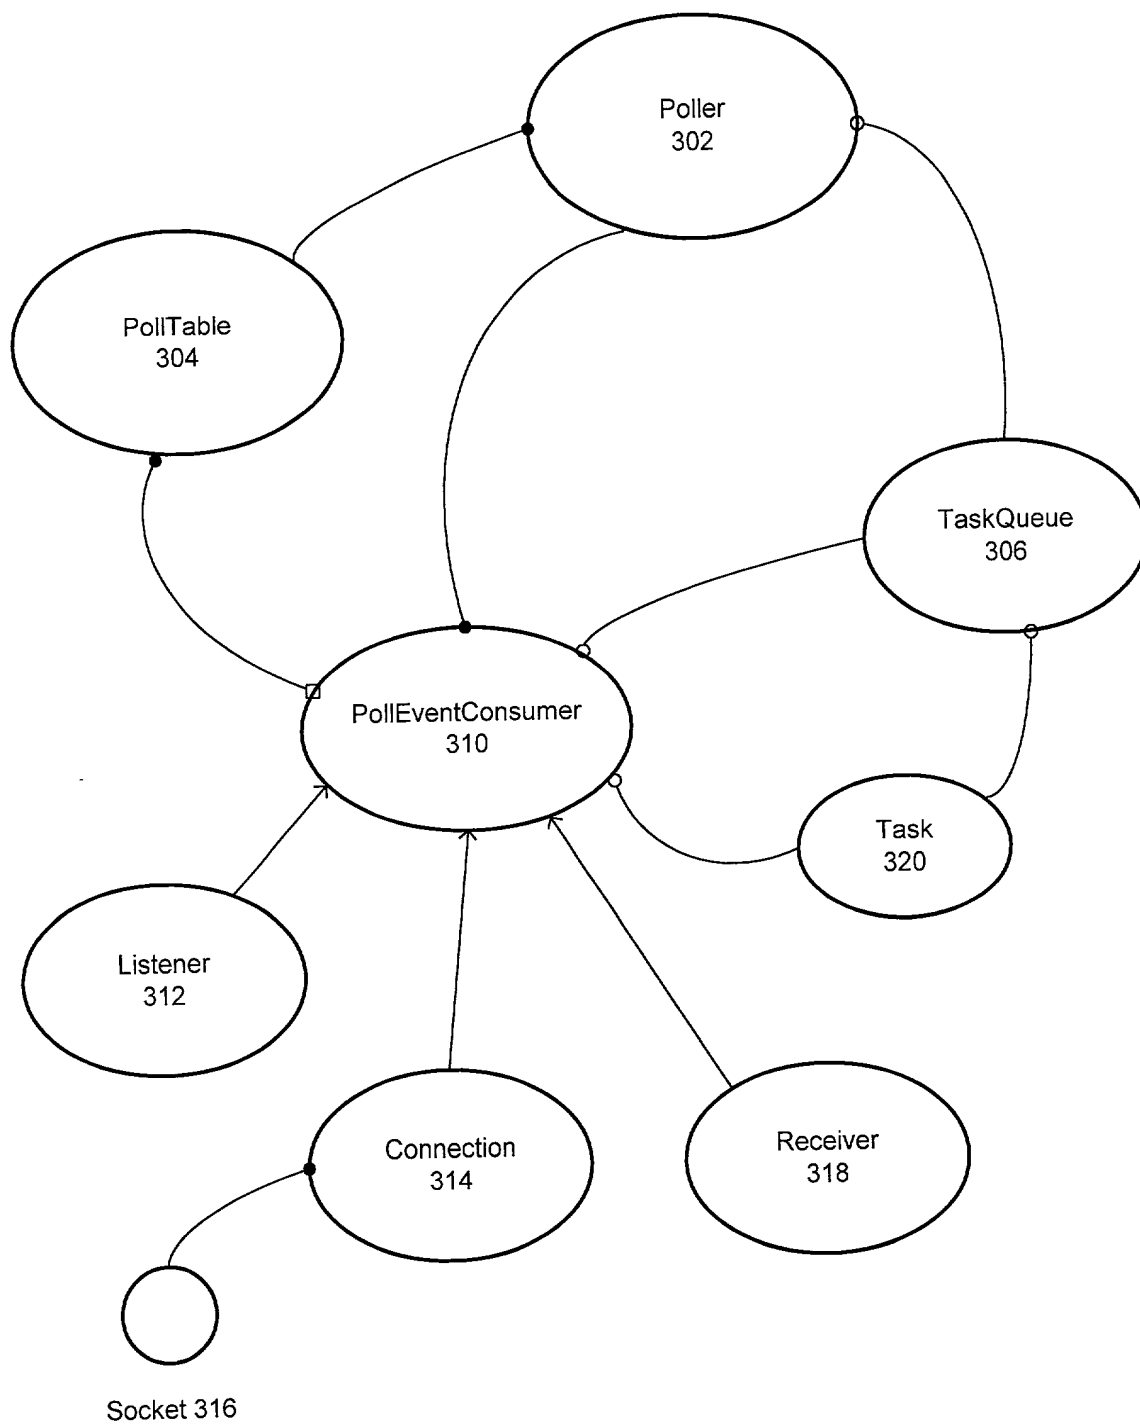 Poller
302
PollTable
304
TaskQueue
306
PollEventConsumer
310
Task
320
Listener
312
Connection
314
Receiver
318
Socket 316